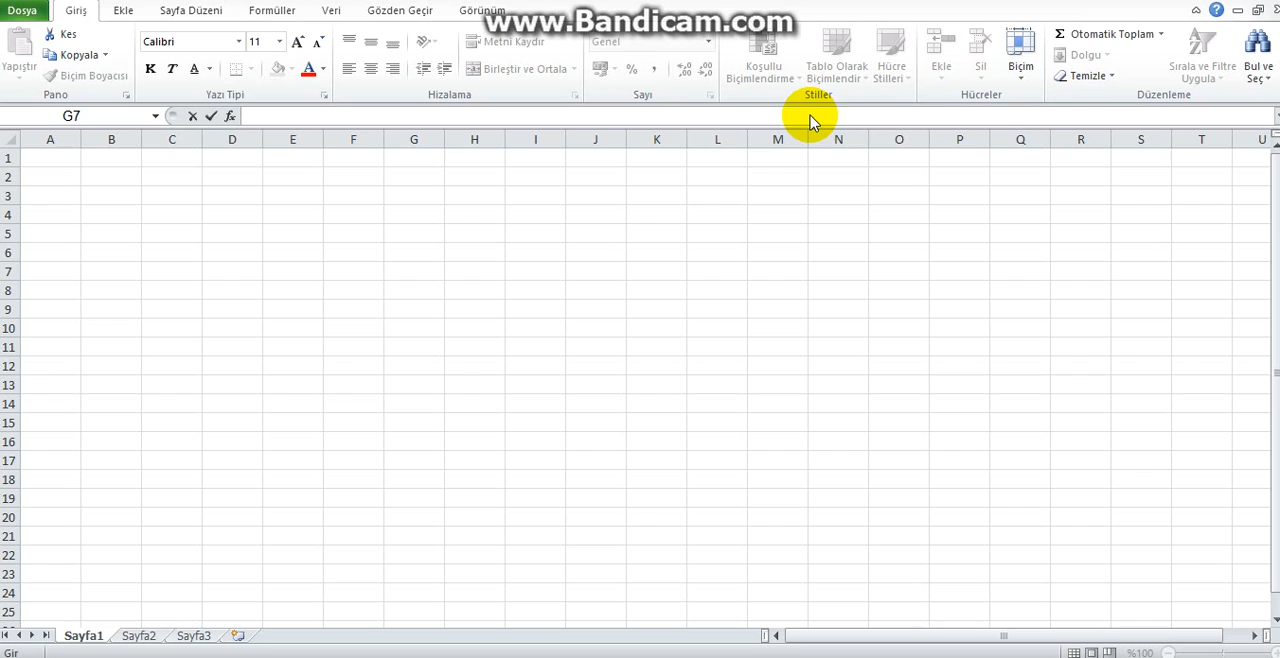 Dosya Giriş Ekle Sayfa Düzeni Formüller Veri Gözden Geçir Görünüm
www.Bandicam.com
Yapıştır
Kes
Kopyala
Biçim Boyacısı
Pano
Calibri 11
K T A A
Yazı Tipi
Metni Kaydır
Birleştir ve Ortala
Hizalama
Genel
%
Sayı
Koşullu
Biçimlendirme
Tablo Olarak
Biçimlendir
Hücre
Stilleri
Stiller
Ekle
Sil
Biçim
Hücreler
Σ Otomatik Toplam
Dolgu
Temizle
Sırala ve Filtre
Uygula
Bul ve
Seç
Düzenleme
G7 fx
A B C D E F G H I J K L M N O P Q R S T U
1
2
3
4
5
6
7
8
9
10
11
12
13
14
15
16
17
18
19
20
21
22
23
24
25
Sayfa1 Sayfa2 Sayfa3
Gir %100